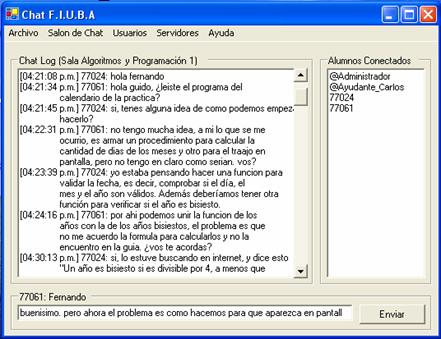 Chat F.I.U.B.A
Archivo Salon de Chat Usuarios Servidores Ayuda
Chat Log (Sala Algoritmos y Programación 1)
[04:21:08 p.m.] 77024: hola fernando
[04:21:34 p.m.] 77061: hola guido, ¿leiste el programa del
calendario de la practica?
[04:21:45 p.m.] 77024: si, tenes alguna idea de como podemos empeza
hacerlo?
[04:22:31 p.m.] 77061: no tengo mucha idea, a mi lo que se me
ocurrio, es armar un procedimiento para calcular la
cantidad de dias de los meses y otro para el traajo en
pantalla, pero no tengo en claro como serian. vos?
[04:23:39 p.m.] 77024: yo estaba pensando hacer una funcion para
validar la fecha, es decir, comprobar si el día, el
mes y el año son válidos. Además deberíamos tener otra
función para verificar si el año es bisiesto.
[04:24:16 p.m.] 77061: por ahi podemos unir la funcion de los
años con la de los años bisiestos, el problema es que
no me acuerdo la formula para calcularlos y no la
encuentro en la guia. ¿vos te acordas?
[04:30:13 p.m.] 77024: si, lo estuve buscando en internet, y dice esto
"Un año es bisiesto si es divisible por 4, a menos que
Alumnos Conectados
@Administrador
@Ayudante_Carlos
77024
77061
77061: Fernando
buenisimo. pero ahora el problema es como hacemos para que aparezca en pantall
Enviar